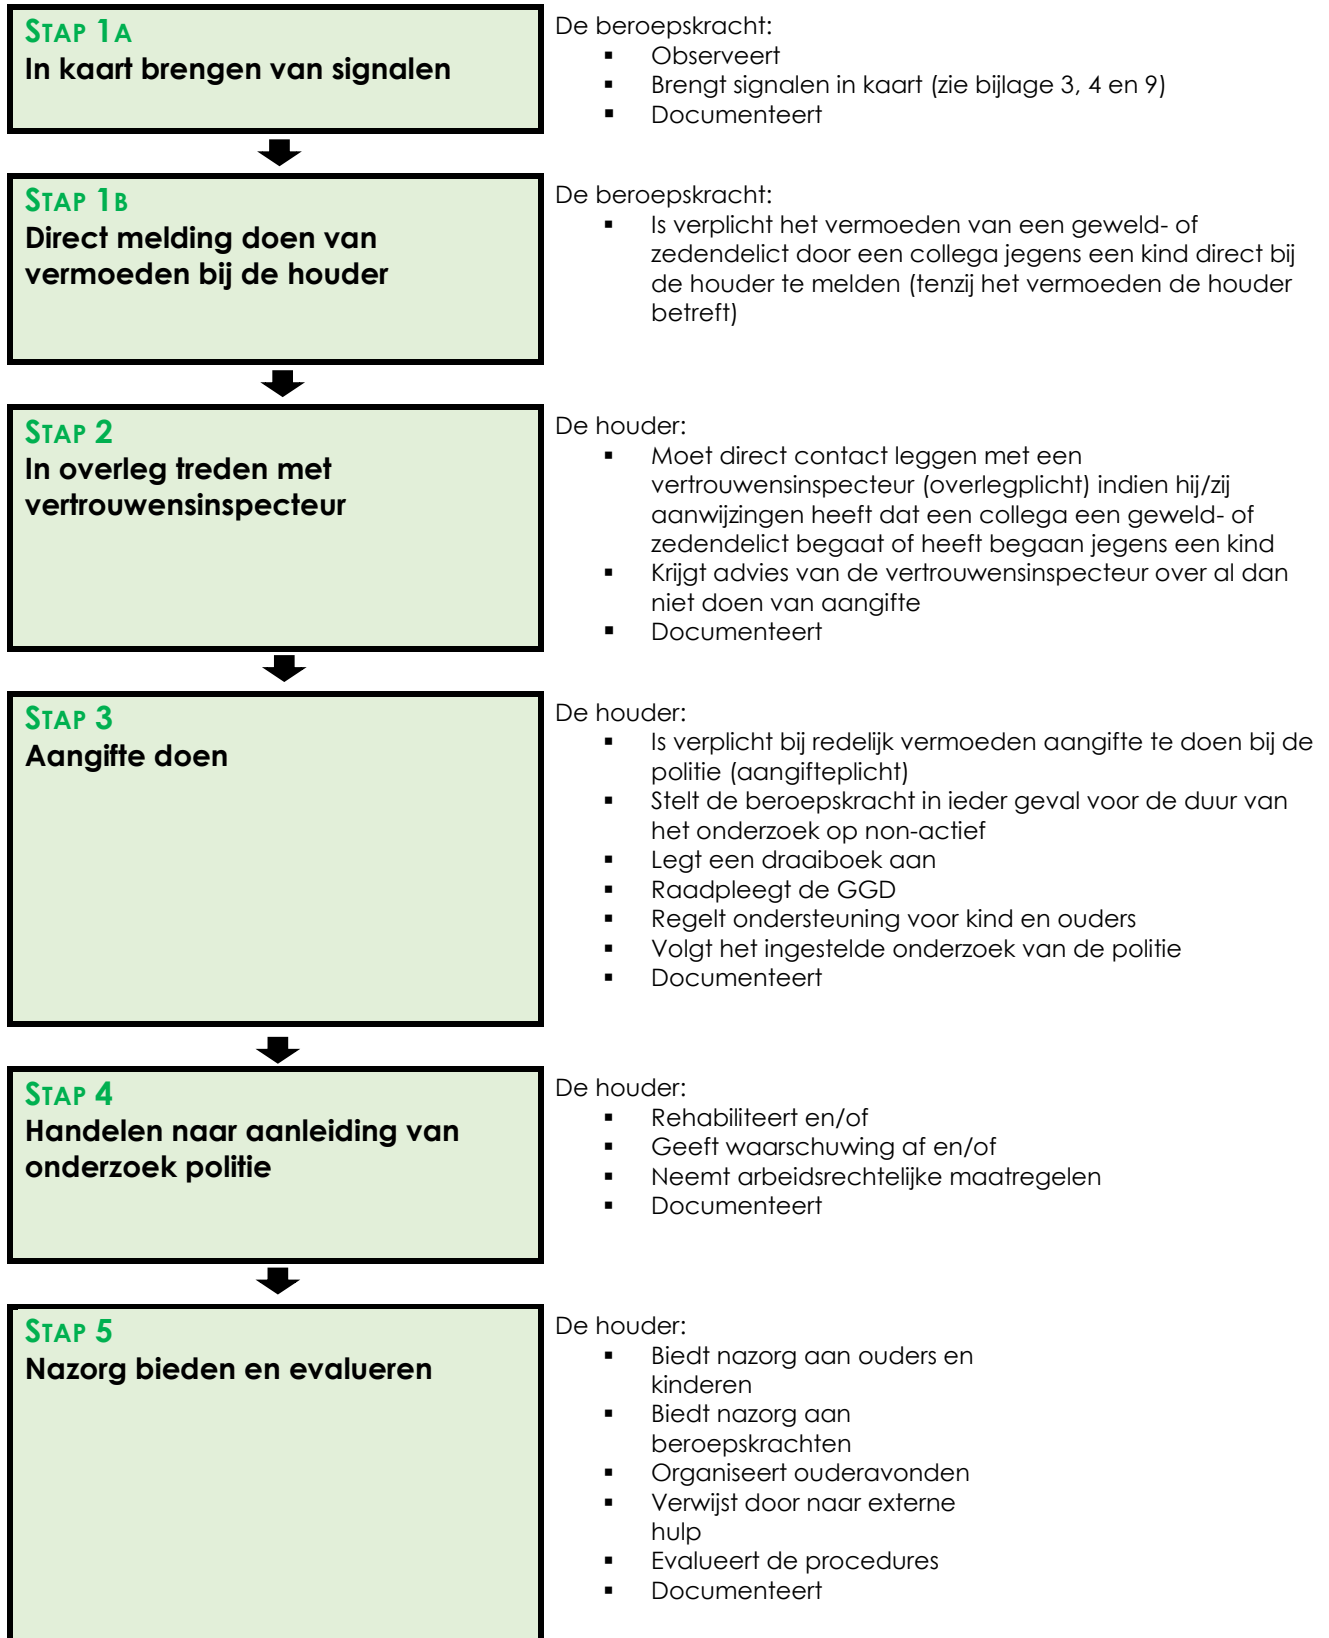 STAP 1A
In kaart brengen van signalen
De beroepskracht:
▪ Observeert
▪ Brengt signalen in kaart (zie bijlage 3, 4 en 9)
▪ Documenteert
STAP 1B
Direct melding doen van
vermoeden bij de houder
De beroepskracht:
▪ Is verplicht het vermoeden van een geweld- of
zedendelict door een collega jegens een kind direct bij
de houder te melden (tenzij het vermoeden de houder
betreft)
STAP 2
In overleg treden met
vertrouwensinspecteur
De houder:
▪ Moet direct contact leggen met een
vertrouwensinspecteur (overlegplicht) indien hij/zij
aanwijzingen heeft dat een collega een geweld- of
zedendelict begaat of heeft begaan jegens een kind
▪ Krijgt advies van de vertrouwensinspecteur over al dan
niet doen van aangifte
▪ Documenteert
STAP 3
Aangifte doen
De houder:
▪ Is verplicht bij redelijk vermoeden aangifte te doen bij de
politie (aangifteplicht)
▪ Stelt de beroepskracht in ieder geval voor de duur van
het onderzoek op non-actief
▪ Legt een draaiboek aan
▪ Raadpleegt de GGD
▪ Regelt ondersteuning voor kind en ouders
▪ Volgt het ingestelde onderzoek van de politie
▪ Documenteert
STAP 4
Handelen naar aanleiding van
onderzoek politie
De houder:
▪ Rehabiliteert en/of
▪ Geeft waarschuwing af en/of
▪ Neemt arbeidsrechtelijke maatregelen
▪ Documenteert
STAP 5
Nazorg bieden en evalueren
De houder:
▪ Biedt nazorg aan ouders en
kinderen
▪ Biedt nazorg aan
beroepskrachten
▪ Organiseert ouderavonden
▪ Verwijst door naar externe
hulp
▪ Evalueert de procedures
▪ Documenteert